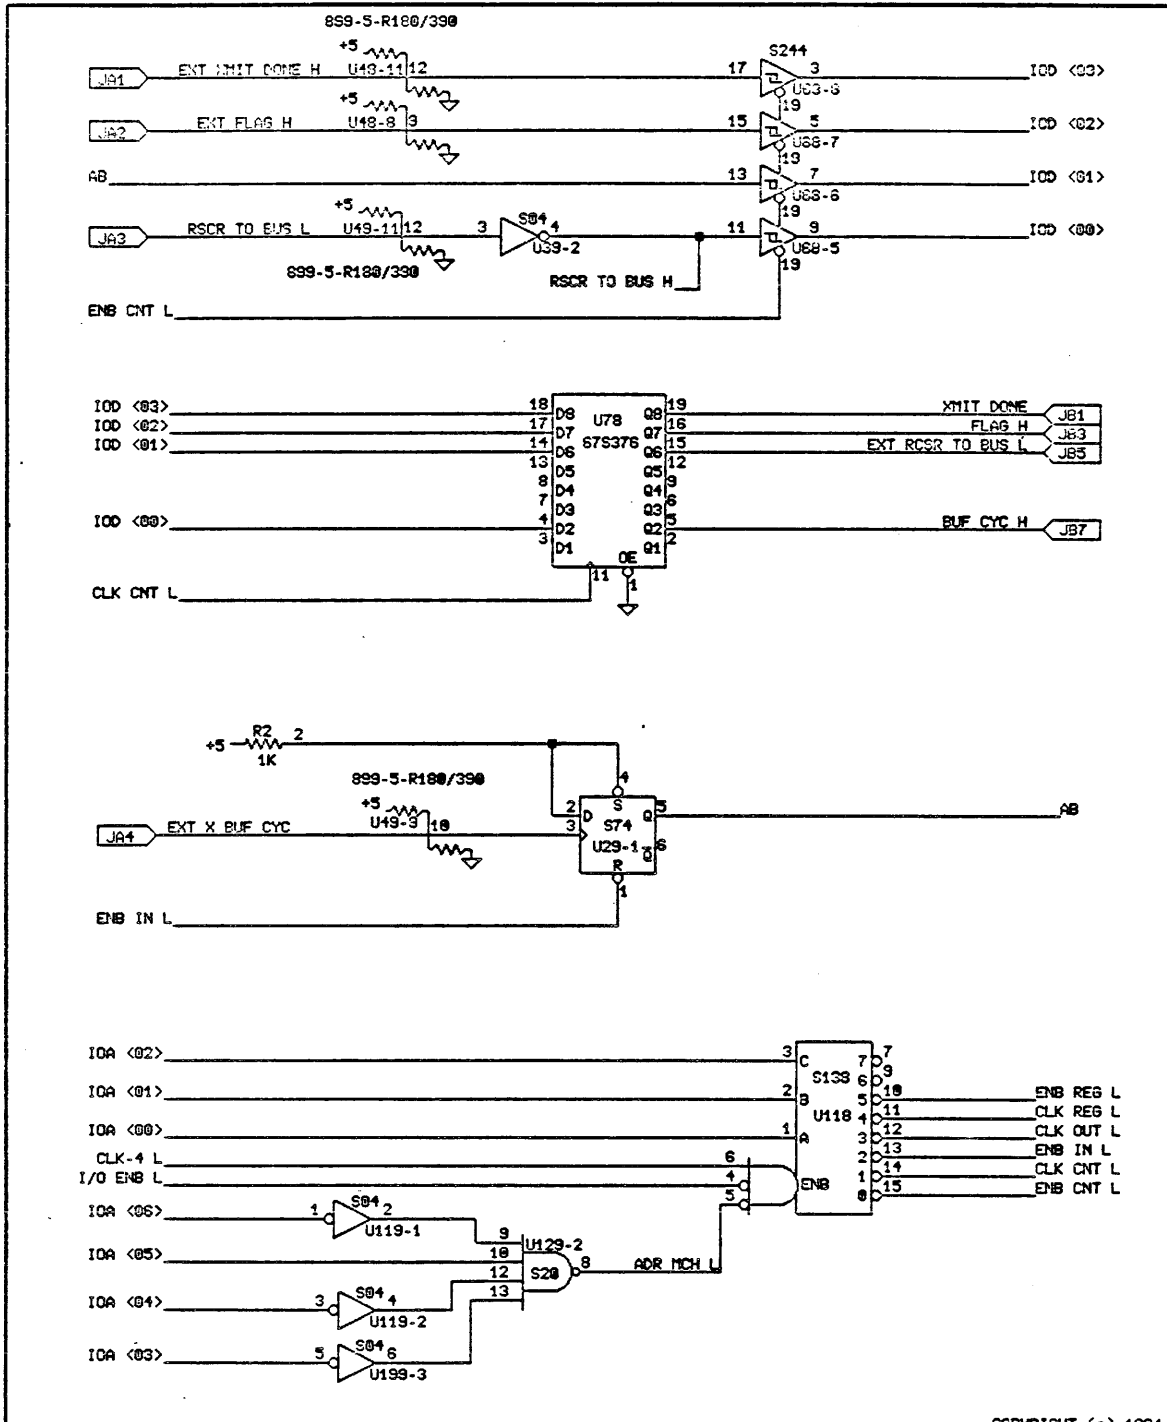 899-5-R180/390
S244
+5
JA1 EXT XMIT DONE H U48-11 12 17 3 IOD <03>
19
+5
JA2 EXT FLAG H U48-8 3 15 5 IOD <02>
U68-7
19
AB 13 7 IOD <01>
U68-6
19
+5
JA3 RSCR TO BUS L U49-11 12 3 S04 4 11 9 IOD <00>
U39-2 U68-5
19
899-5-R180/390
RSCR TO BUS H
ENB CNT L
IOD <03> 18 D8 U78 Q8 19 XMIT DONE JB1
IOD <02> 17 D7 67S376 Q7 16 FLAG H JB3
IOD <01> 14 D6 Q6 15 EXT RCSR TO BUS L JB5
13 D5 Q5 12
8 D4 Q4 9
7 D3 Q3 6
IOD <00> 4 D2 Q2 5 BUF CYC H JB7
3 D1 Q1 2
OE
11 1
CLK CNT L
R2
+5 2
1K
899-5-R180/390
4
S
+5
2 D S74 Q 5 AB
JA4 EXT X BUF CYC U49-3 10 3
U29-1 Q 6
R
1
ENB IN L
IOA <02> 3 C S138 7 7
6 9
IOA <01> 2 B U118 5 10 ENB REG L
4 11 CLK REG L
IOA <00> 1 A 3 12 CLK OUT L
CLK-4 L 6 2 13 ENB IN L
I/O ENB L 4 ENB 1 14 CLK CNT L
5 0 15 ENB CNT L
IOA <06> 1 S04 2
U119-1
9 U129-2
IOA <05> 10 S20 8 ADR MCH L
12
13
IOA <04> 3 S04 4
U119-2
IOA <03> 5 S04 6
U199-3